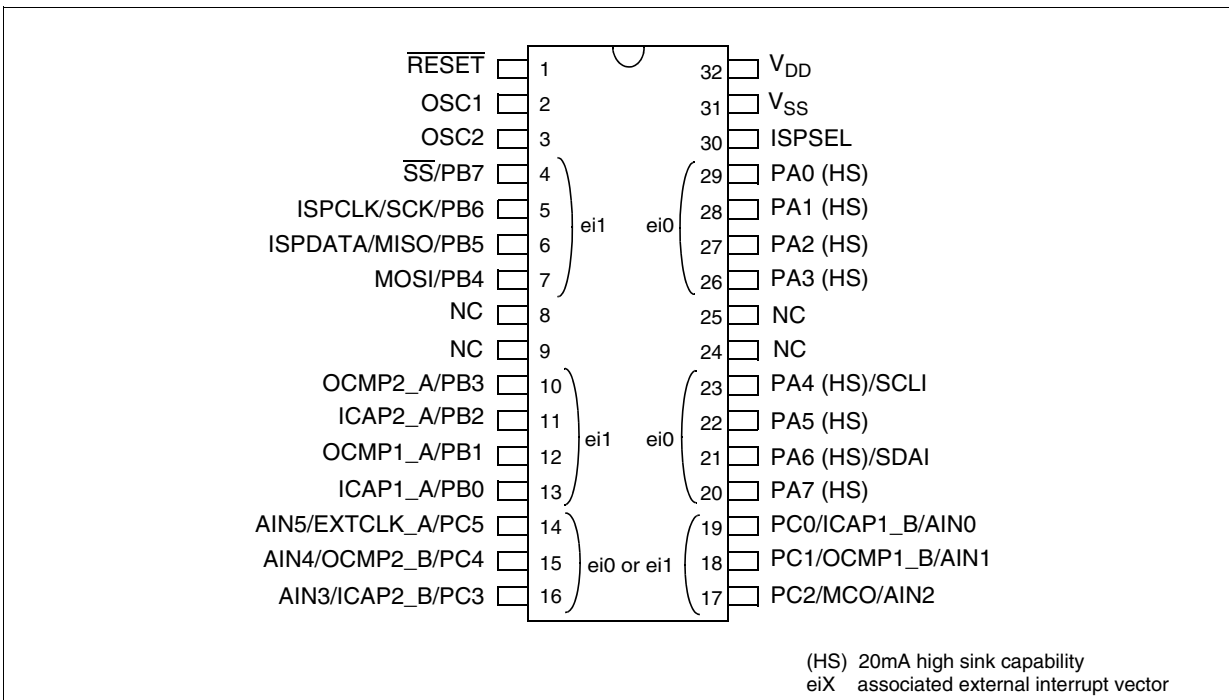 RESET 1 32 VDD
OSC1 2 31 VSS
OSC2 3 30 ISPSEL
SS/PB7 4 29 PA0 (HS)
ISPCLK/SCK/PB6 5 28 PA1 (HS)
ei1 ei0
ISPDATA/MISO/PB5 6 27 PA2 (HS)
MOSI/PB4 7 26 PA3 (HS)
NC 8 25 NC
NC 9 24 NC
OCMP2_A/PB3 10 23 PA4 (HS)/SCLI
ICAP2_A/PB2 11 22 PA5 (HS)
ei1 ei0
OCMP1_A/PB1 12 21 PA6 (HS)/SDAI
ICAP1_A/PB0 13 20 PA7 (HS)
AIN5/EXTCLK_A/PC5 14 19 PC0/ICAP1_B/AIN0
AIN4/OCMP2_B/PC4 15 ei0 or ei1 18 PC1/OCMP1_B/AIN1
AIN3/ICAP2_B/PC3 16 17 PC2/MCO/AIN2
(HS) 20mA high sink capability
eiX associated external interrupt vector